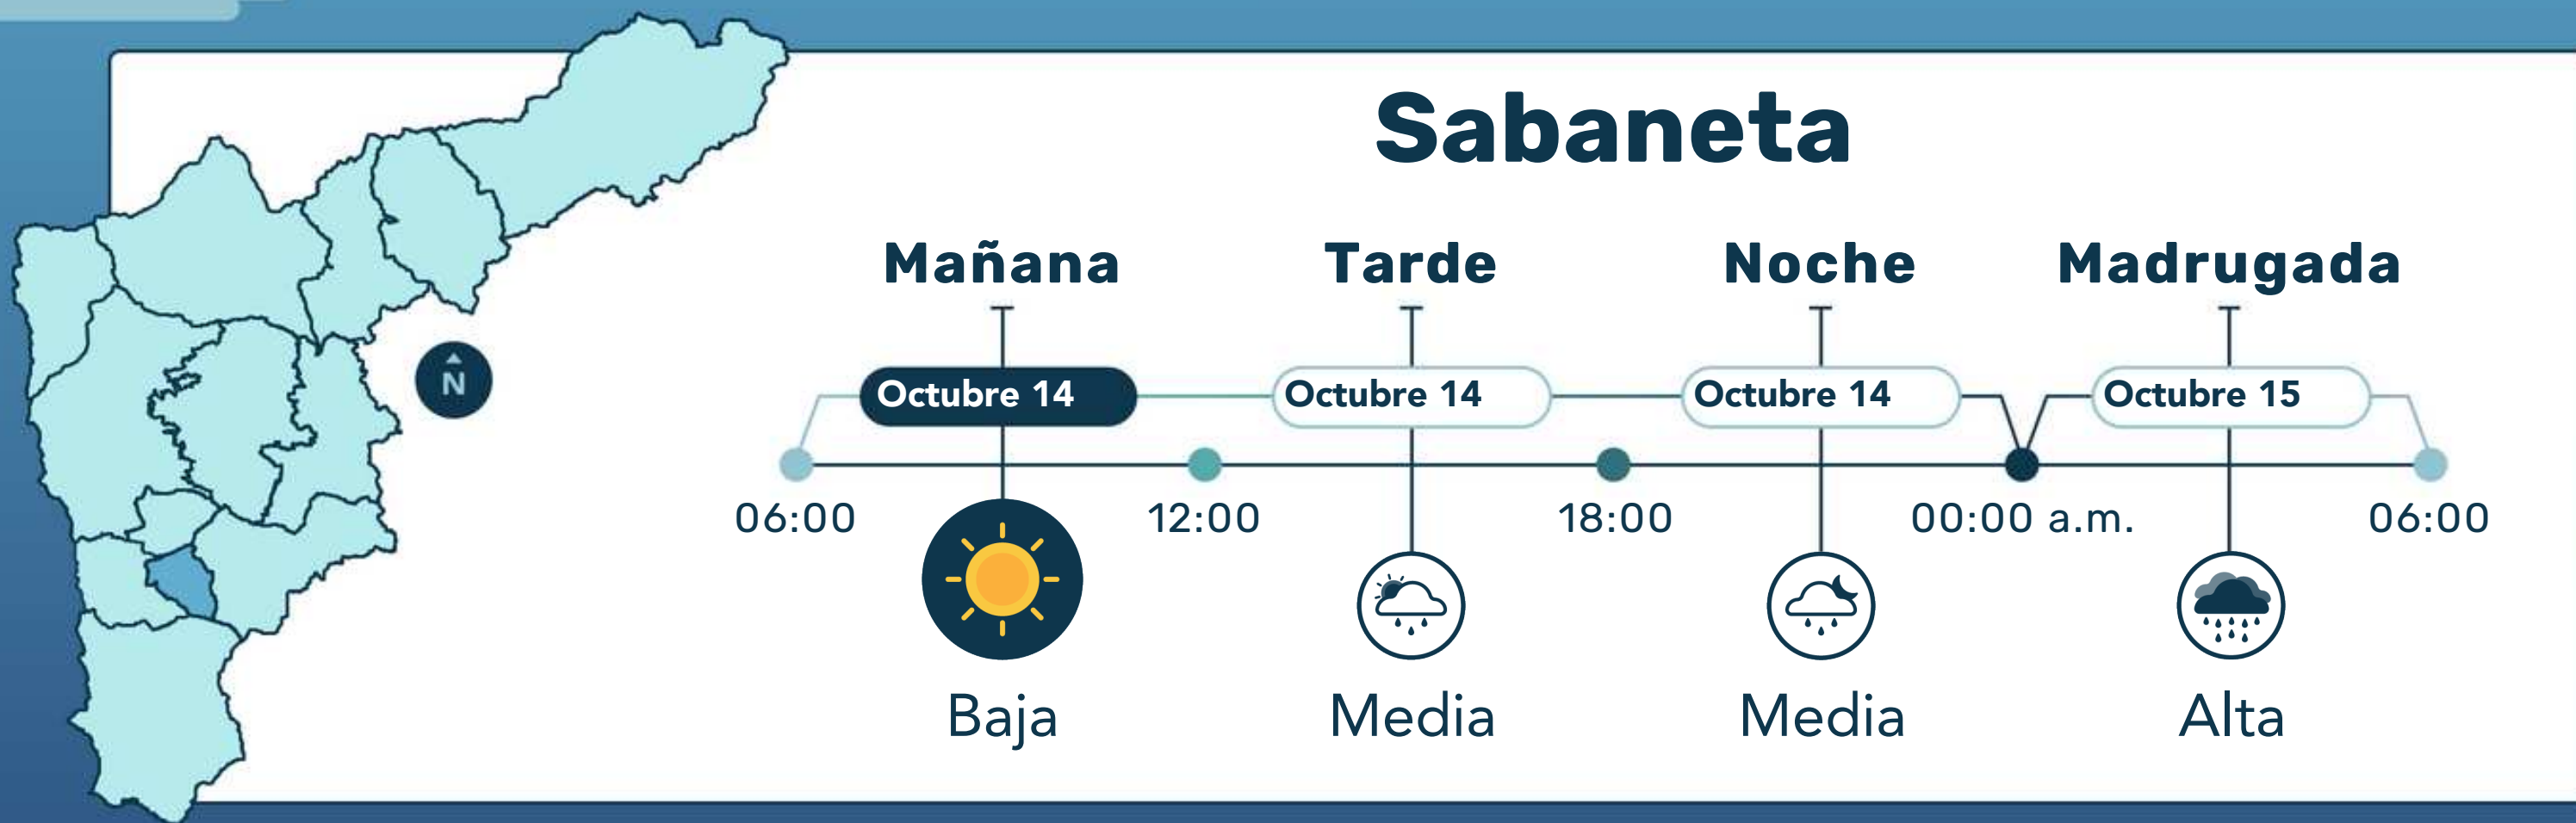 Sabaneta
Mañana Tarde Noche Madrugada
N
Octubre 14 Octubre 14 Octubre 14 Octubre 15
06:00 12:00 18:00 00:00 a.m. 06:00
Baja Media Media Alta